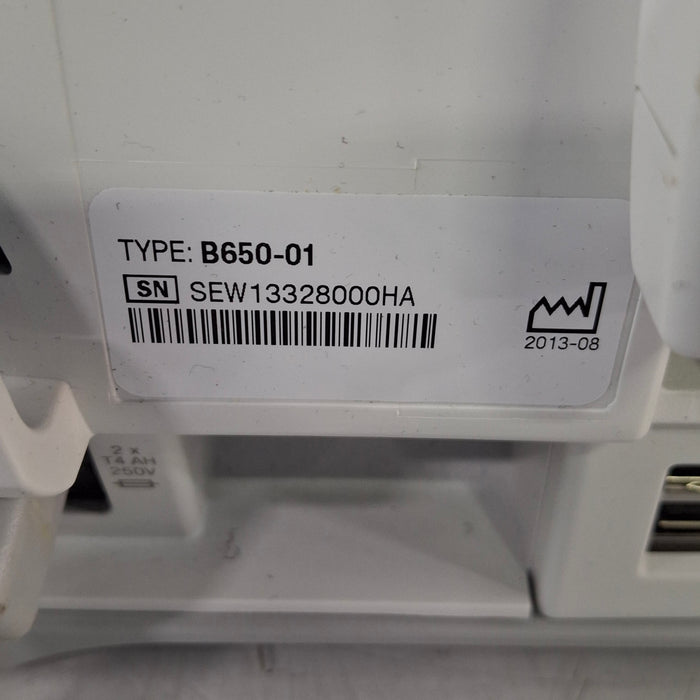 TYPE: B650-01
SN SEW13328000HA
2013-08
2 x
T4 AH
250V